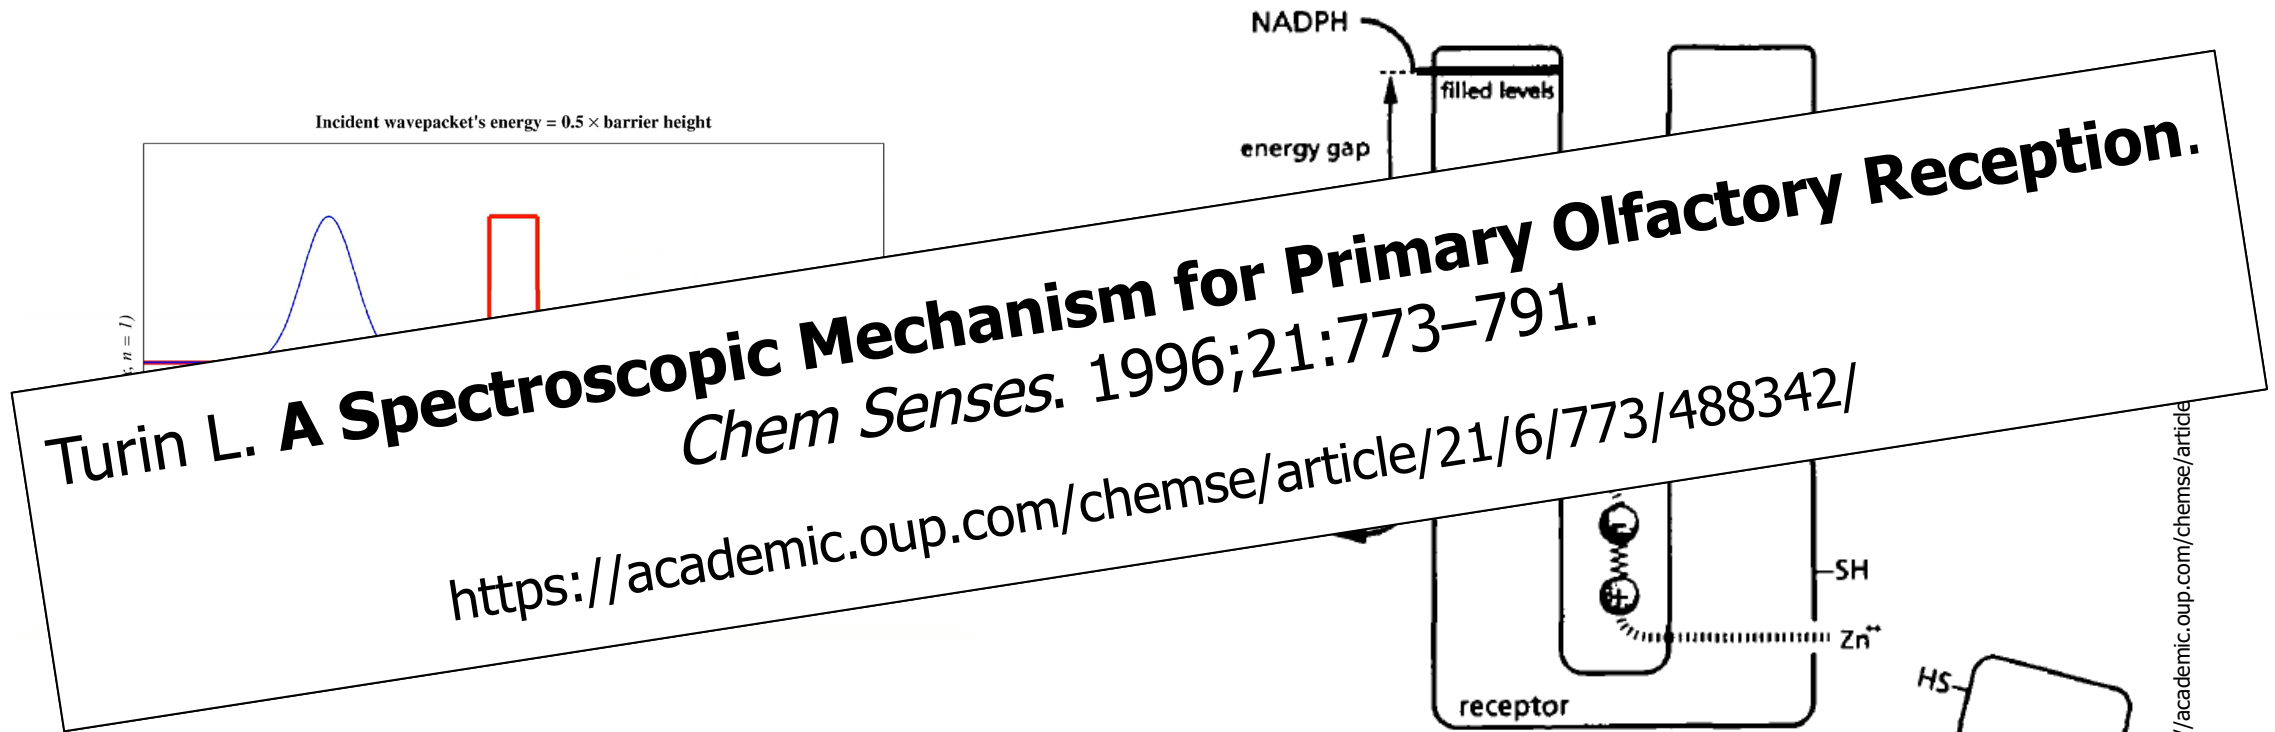 Incident wavepacket's energy = 0.5 × barrier height
, n = 1)
NADPH
filled levels
energy gap
Turin L. A Spectroscopic Mechanism for Primary Olfactory Reception.
Chem Senses. 1996;21:773–791.
https://academic.oup.com/chemse/article/21/6/773/488342/
SH
Zn++
receptor
HS
/academic.oup.com/chemse/article